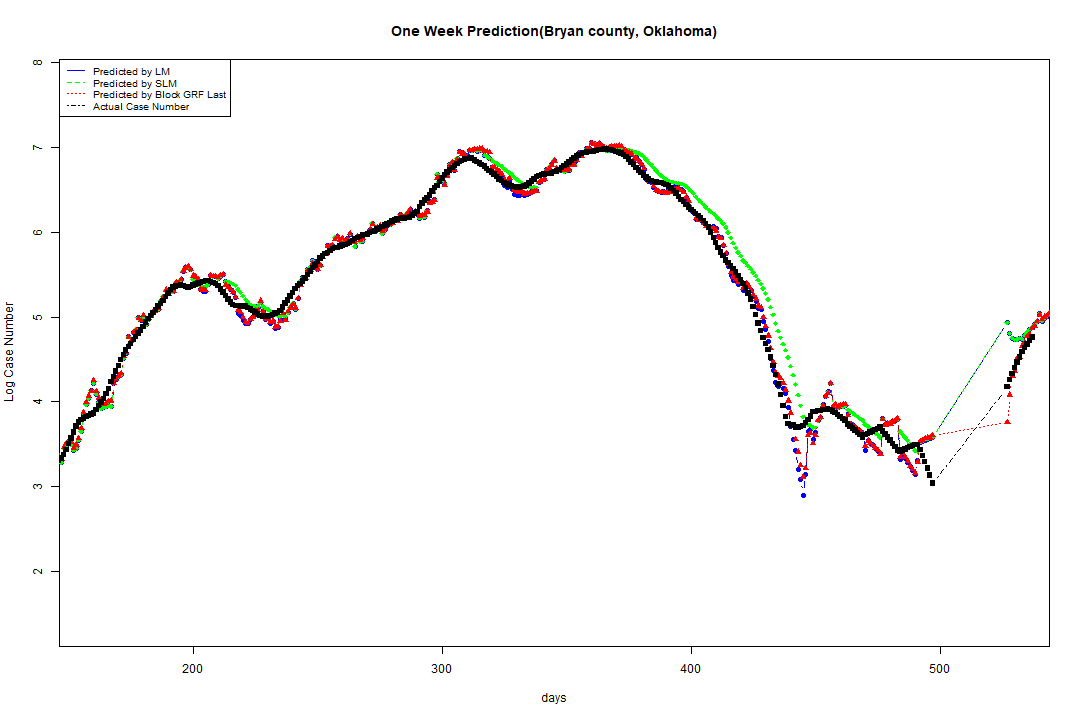 One Week Prediction(Bryan county, Oklahoma)
Predicted by LM
Predicted by SLM
Predicted by Block GRF Last
Actual Case Number
8
7
6
5
4
3
2
Log Case Number
200 300 400 500
days